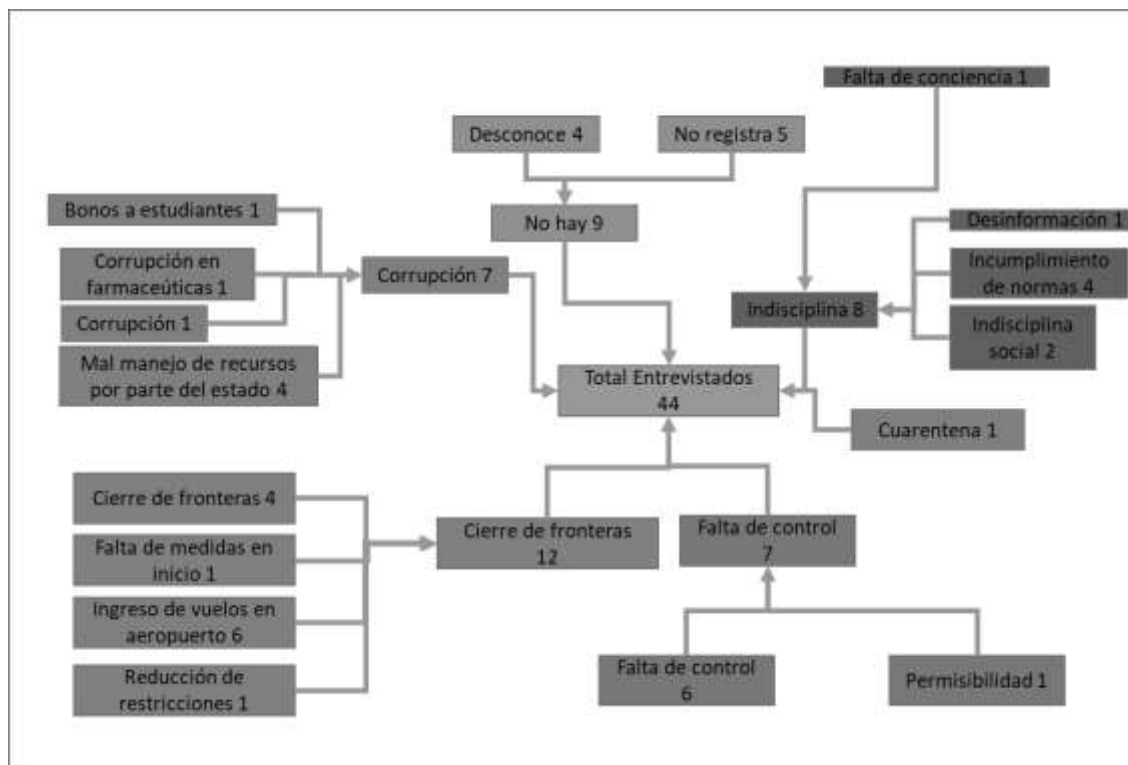 Falta de conciencia 1
Desconoce 4
No registra 5
Bonos a estudiantes 1
No hay 9
Desinformación 1
Corrupción en
farmaceúticas 1
Corrupción 7
Incumplimiento
de normas 4
Corrupción 1
Indisciplina 8
Indisciplina
social 2
Mal manejo de recursos
por parte del estado 4
Total Entrevistados
44
Cuarentena 1
Cierre de fronteras 4
Cierre de fronteras
12
Falta de control
7
Falta de medidas en
inicio 1
Ingreso de vuelos en
aeropuerto 6
Reducción de
restricciones 1
Falta de control
6
Permisibilidad 1